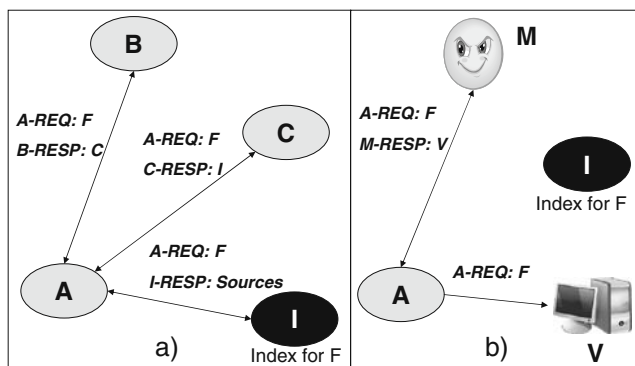 B
A-REQ: F
B-RESP: C
C
A-REQ: F
C-RESP: I
A-REQ: F
I-RESP: Sources
A
I
Index for F
a)
M
A-REQ: F
M-RESP: V
I
Index for F
A-REQ: F
A
V
b)